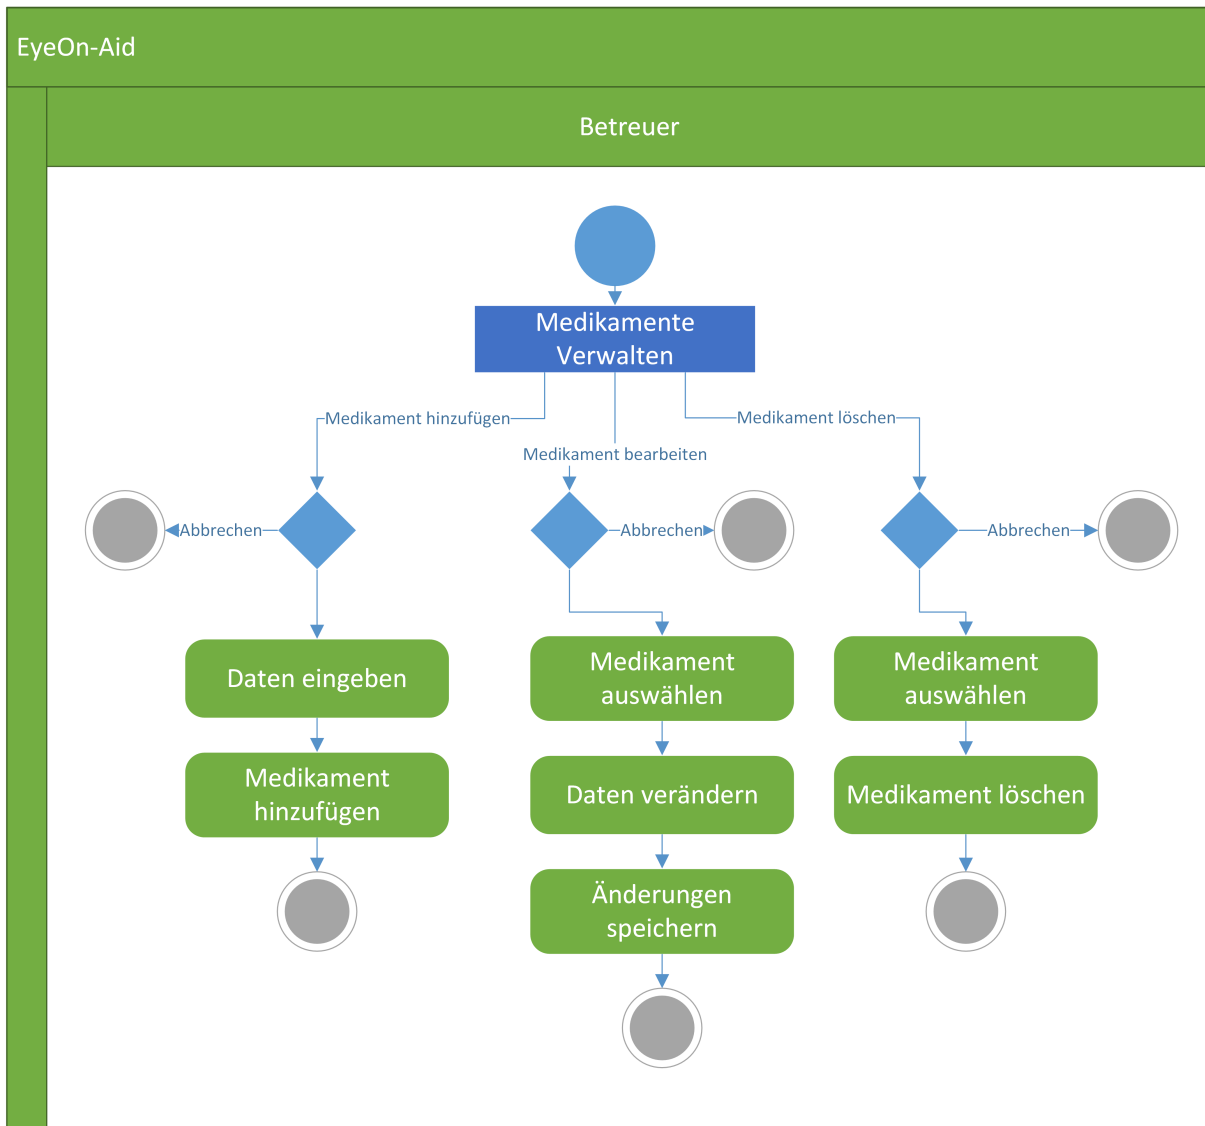 EyeOn-Aid
Betreuer
Medikamente
Verwalten
Medikament hinzufügen
Medikament löschen
Medikament bearbeiten
Abbrechen
Abbrechen
Abbrechen
Daten eingeben
Medikament
hinzufügen
Medikament
auswählen
Daten verändern
Änderungen
speichern
Medikament
auswählen
Medikament löschen